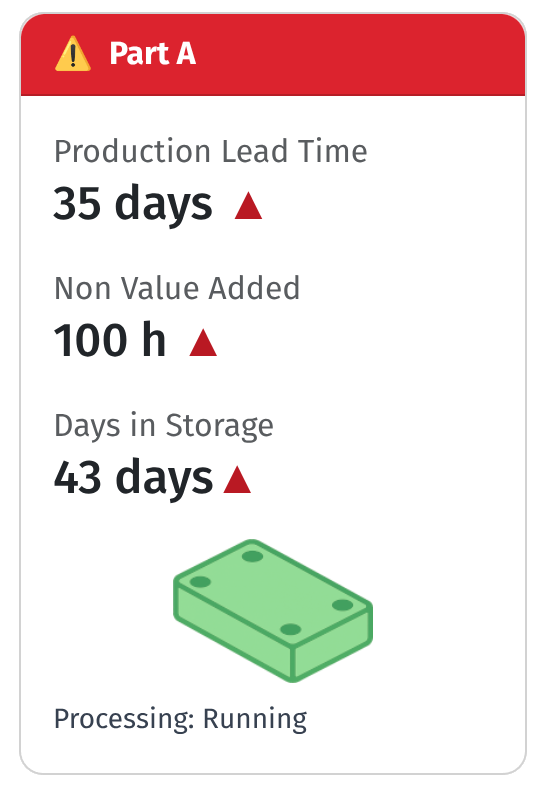 ⚠️ Part A
Production Lead Time
35 days ▲
Non Value Added
100 h ▲
Days in Storage
43 days ▲
Processing: Running